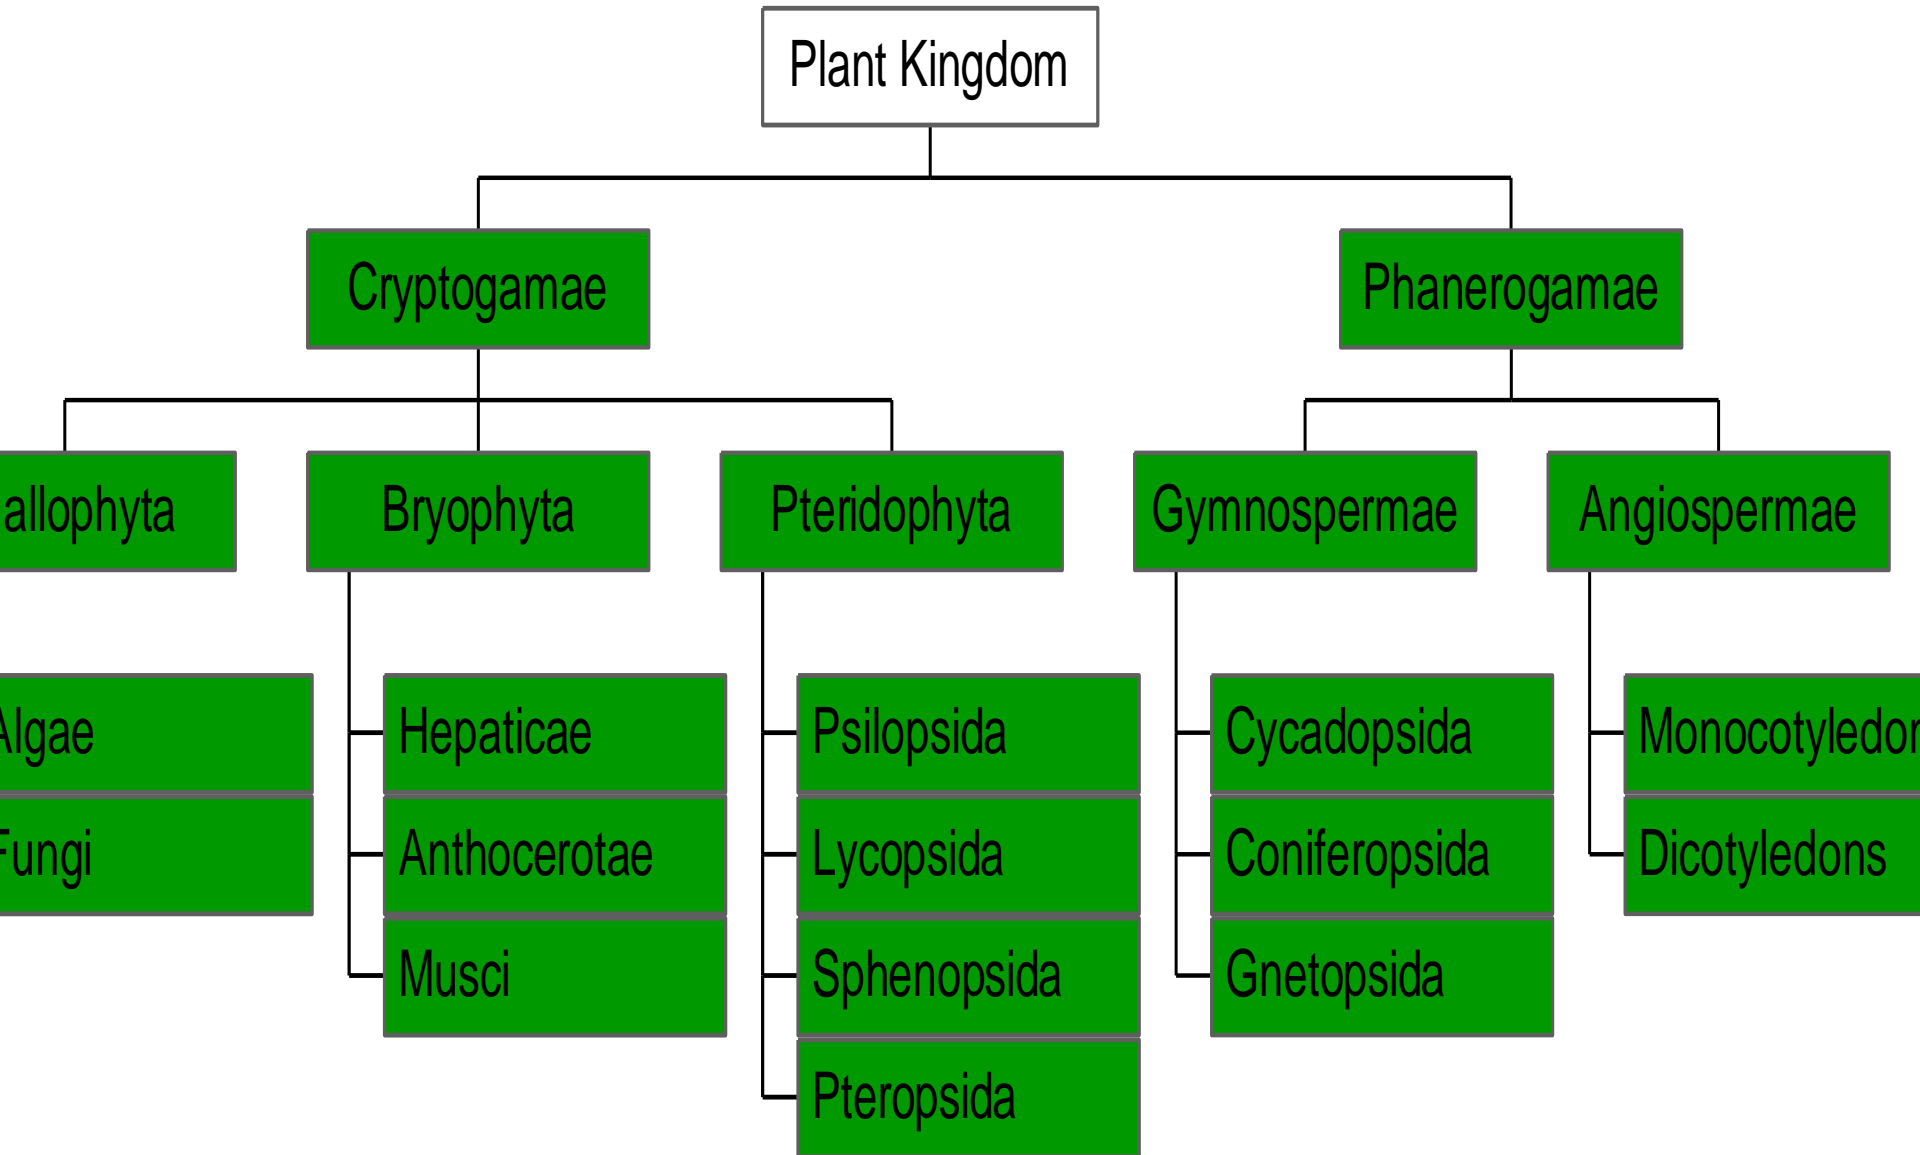 Plant Kingdom
Cryptogamae
Phanerogamae
allophyta
Bryophyta
Pteridophyta
Gymnospermae
Angiospermae
Algae
Hepaticae
Psilopsida
Cycadopsida
Monocotyledon
Fungi
Anthocerotae
Lycopsida
Coniferopsida
Dicotyledons
Musci
Sphenopsida
Gnetopsida
Pteropsida